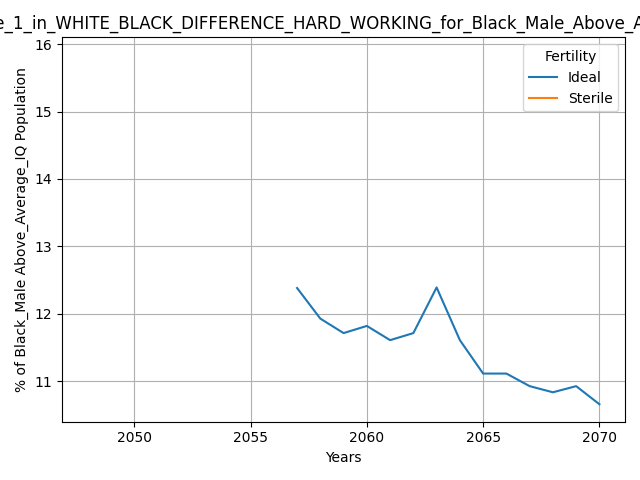 e_1_in_WHITE_BLACK_DIFFERENCE_HARD_WORKING_for_Black_Male_Above_A
16
15
14
13
12
11
% of Black_Male Above_Average_IQ Population
Fertility
Ideal
Sterile
2050 2055 2060 2065 2070
Years